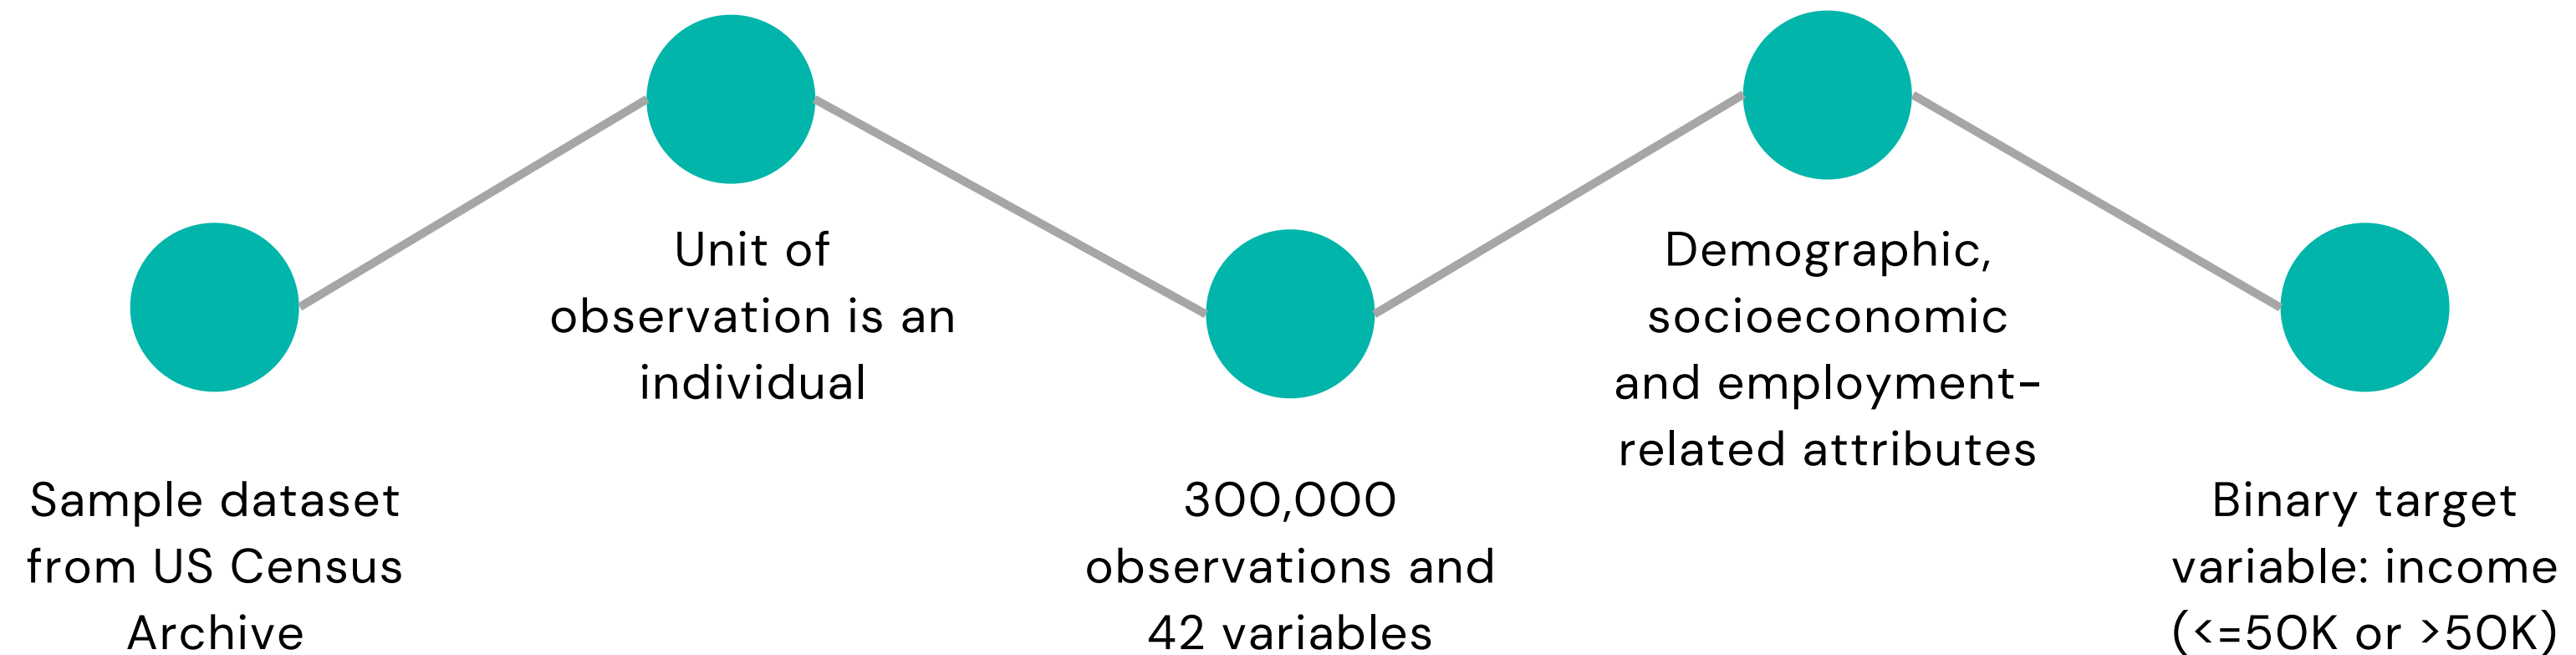 Sample dataset
from US Census
Archive
Unit of
observation is an
individual
300,000
observations and
42 variables
Demographic,
socioeconomic
and employment-
related attributes
Binary target
variable: income
(<=50K or >50K)